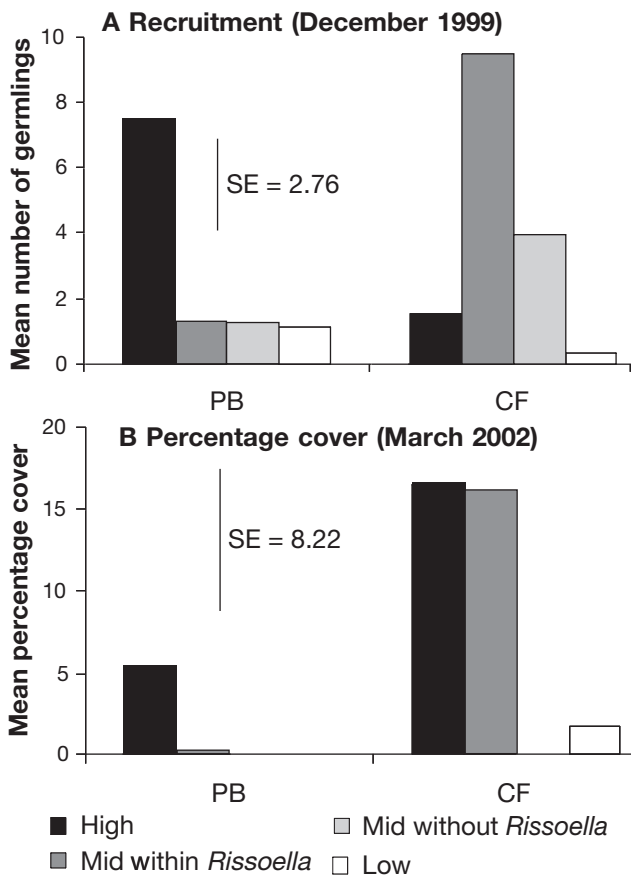 A Recruitment (December 1999)
Mean number of germlings
10
8
6
4
2
0
SE = 2.76
PB
CF
B Percentage cover (March 2002)
Mean percentage cover
20
15
10
5
0
SE = 8.22
PB
CF
High
Mid without Rissoella
Mid within Rissoella
Low